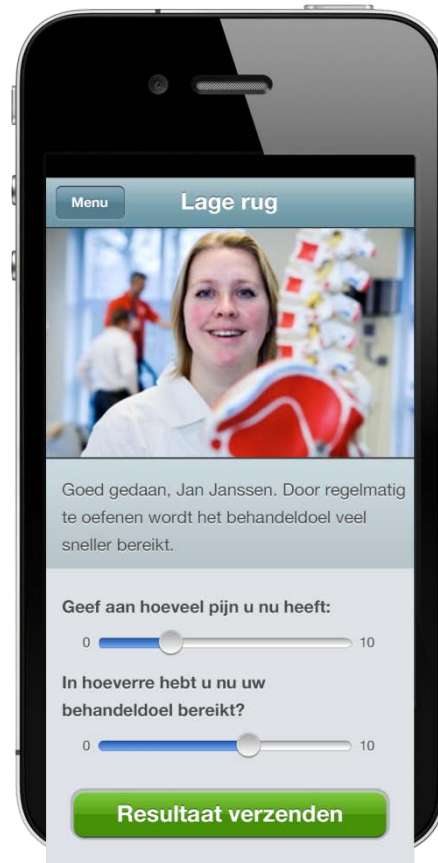 Menu
Lage rug
Goed gedaan, Jan Janssen. Door regelmatig
te oefenen wordt het behandeldoel veel
sneller bereikt.
Geef aan hoeveel pijn u nu heeft:
0 10
In hoeverre hebt u nu uw
behandeldoel bereikt?
0 10
Resultaat verzenden